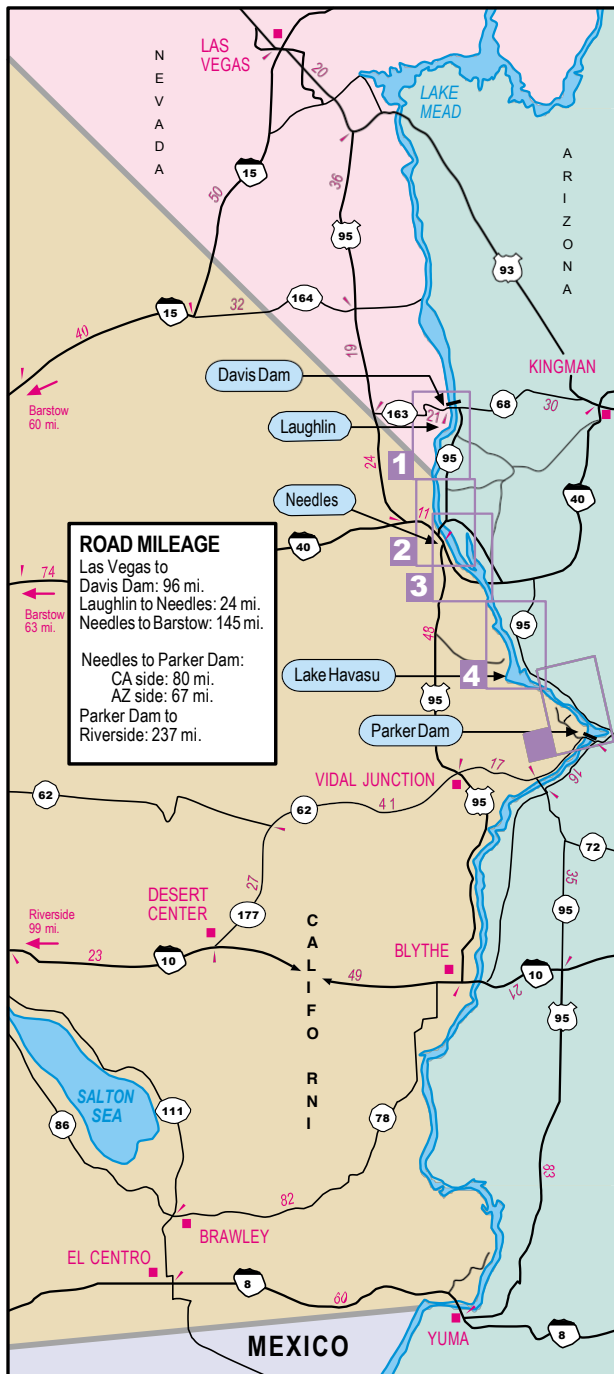 LAS
VEGAS
NEVADA
20
LAKE
MEAD
ARIZONA
15
50
36
95
93
164
32
15
40
19
Barstow
60 mi.
KINGMAN
Davis Dam
68
30
163
21
Laughlin
95
1
24
40
Needles
11
40
2
74
3
Barstow
63 mi.
ROAD MILEAGE
Las Vegas to
Davis Dam: 96 mi.
Laughlin to Needles: 24 mi.
Needles to Barstow: 145 mi.
Needles to Parker Dam:
CA side: 80 mi.
AZ side: 67 mi.
Parker Dam to
Riverside: 237 mi.
48
95
Lake Havasu
4
95
Parker Dam
17
16
VIDAL JUNCTION
62
62
41
95
72
27
35
DESERT
CENTER
177
Riverside
99 mi.
95
CALIFO RNI
BLYTHE
23
10
49
21
10
95
SALTON
SEA
111
86
78
83
82
BRAWLEY
EL CENTRO
8
60
MEXICO
YUMA
8